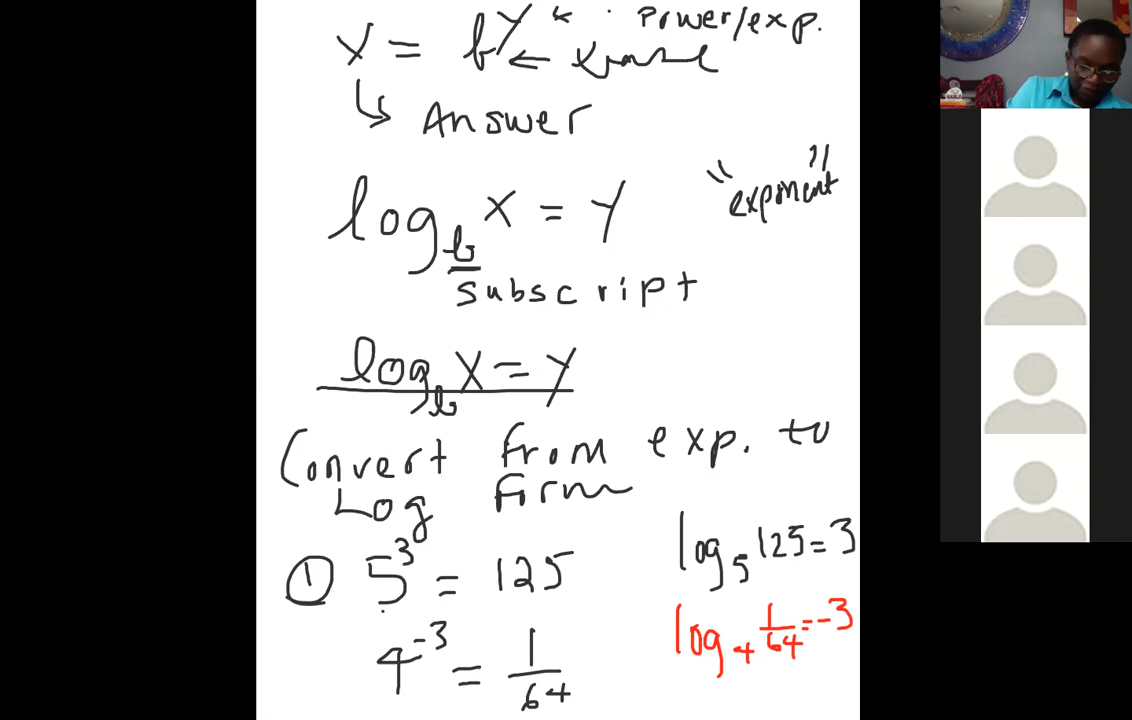 x = b^y ← Power/exp.
← base
↳ Answer
log_b x = y "exponent"
subscript
log_b x = y
Convert from exp. to
Log Form
① 5^3 = 125 log_5 125 = 3
4^-3 = 1/64 log_4 1/64 = -3